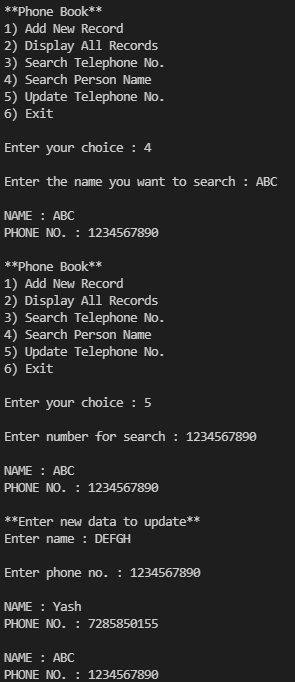 **Phone Book**
1) Add New Record
2) Display All Records
3) Search Telephone No.
4) Search Person Name
5) Update Telephone No.
6) Exit
Enter your choice : 4
Enter the name you want to search : ABC
NAME : ABC
PHONE NO. : 1234567890
**Phone Book**
1) Add New Record
2) Display All Records
3) Search Telephone No.
4) Search Person Name
5) Update Telephone No.
6) Exit
Enter your choice : 5
Enter number for search : 1234567890
NAME : ABC
PHONE NO. : 1234567890
**Enter new data to update**
Enter name : DEFGH
Enter phone no. : 1234567890
NAME : Yash
PHONE NO. : 7285850155
NAME : ABC
PHONE NO. : 1234567890